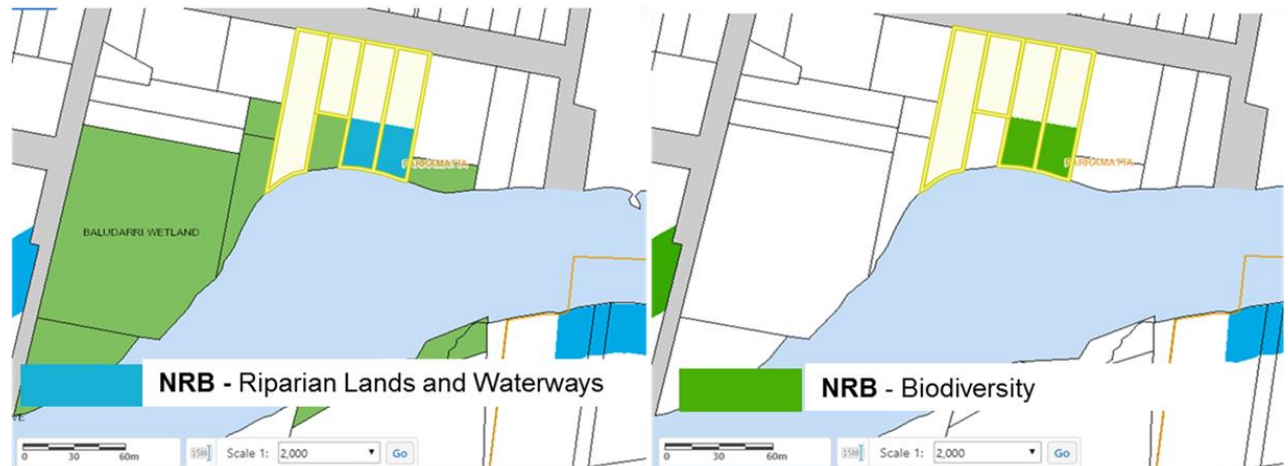 BALUDARRI WETLAND
PARRAMATTA
NRB - Riparian Lands and Waterways
0 30 60m
Scale 1: 2,000 Go
PARRAMATTA
NRB - Biodiversity
0 30 60m
Scale 1: 2,000 Go